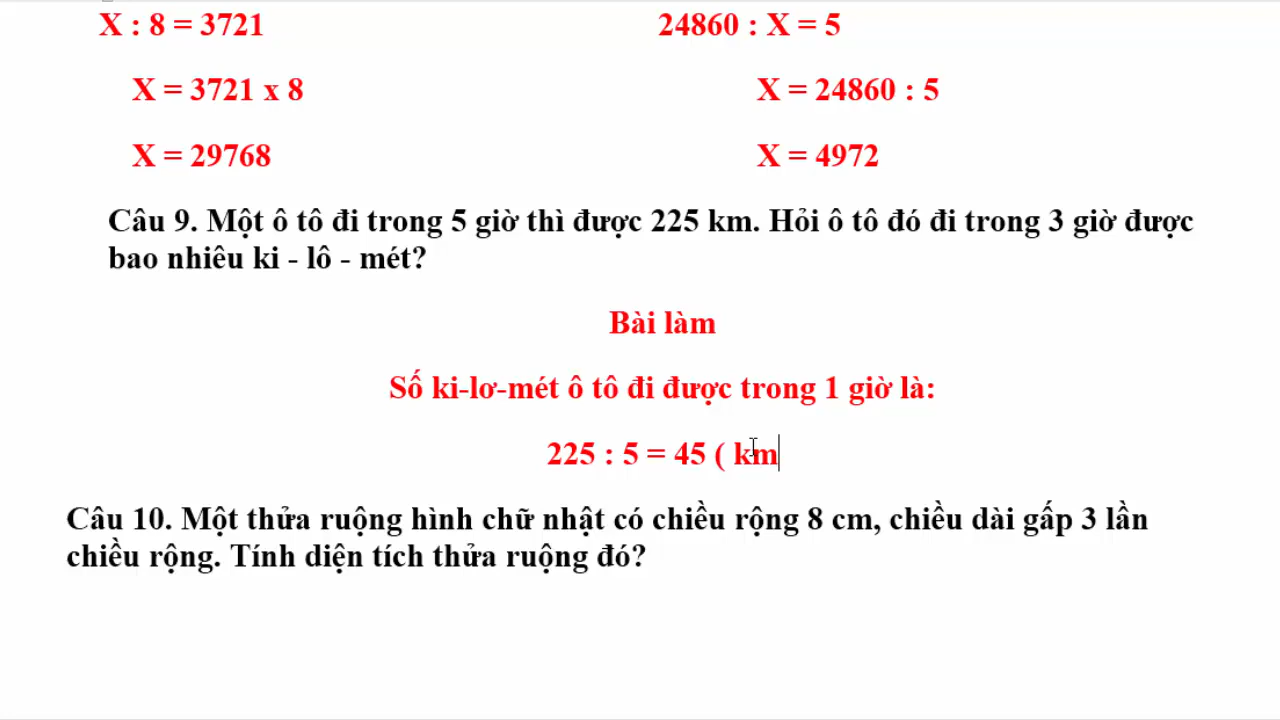 X : 8 = 3721 24860 : X = 5
X = 3721 x 8 X = 24860 : 5
X = 29768 X = 4972
Câu 9. Một ô tô đi trong 5 giờ thì được 225 km. Hỏi ô tô đó đi trong 3 giờ được
bao nhiêu ki - lô - mét?
Bài làm
Số ki-lơ-mét ô tô đi được trong 1 giờ là:
225 : 5 = 45 ( km
Câu 10. Một thửa ruộng hình chữ nhật có chiều rộng 8 cm, chiều dài gấp 3 lần
chiều rộng. Tính diện tích thửa ruộng đó?